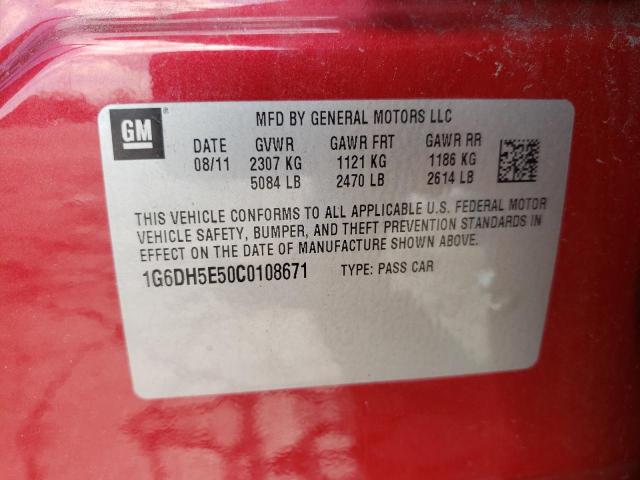 GM ®
MFD BY GENERAL MOTORS LLC
DATE GVWR GAWR FRT GAWR RR
08/11 2307 KG 1121 KG 1186 KG
5084 LB 2470 LB 2614 LB
THIS VEHICLE CONFORMS TO ALL APPLICABLE U.S. FEDERAL MOTOR
VEHICLE SAFETY, BUMPER, AND THEFT PREVENTION STANDARDS IN
EFFECT ON THE DATE OF MANUFACTURE SHOWN ABOVE.
1G6DH5E50C0108671 TYPE: PASS CAR